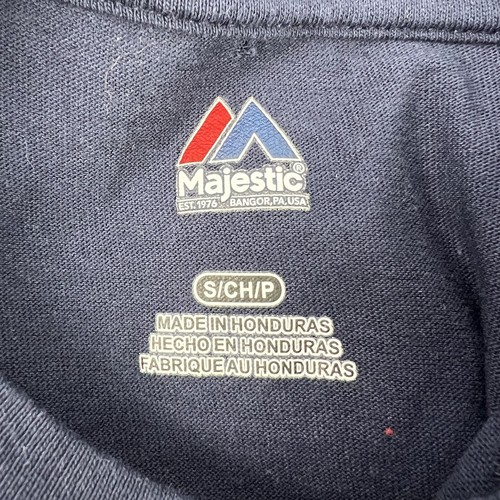 Majestic®
EST. 1976 BANGOR, PA, USA
S/CH/P
MADE IN HONDURAS
HECHO EN HONDURAS
FABRIQUE AU HONDURAS